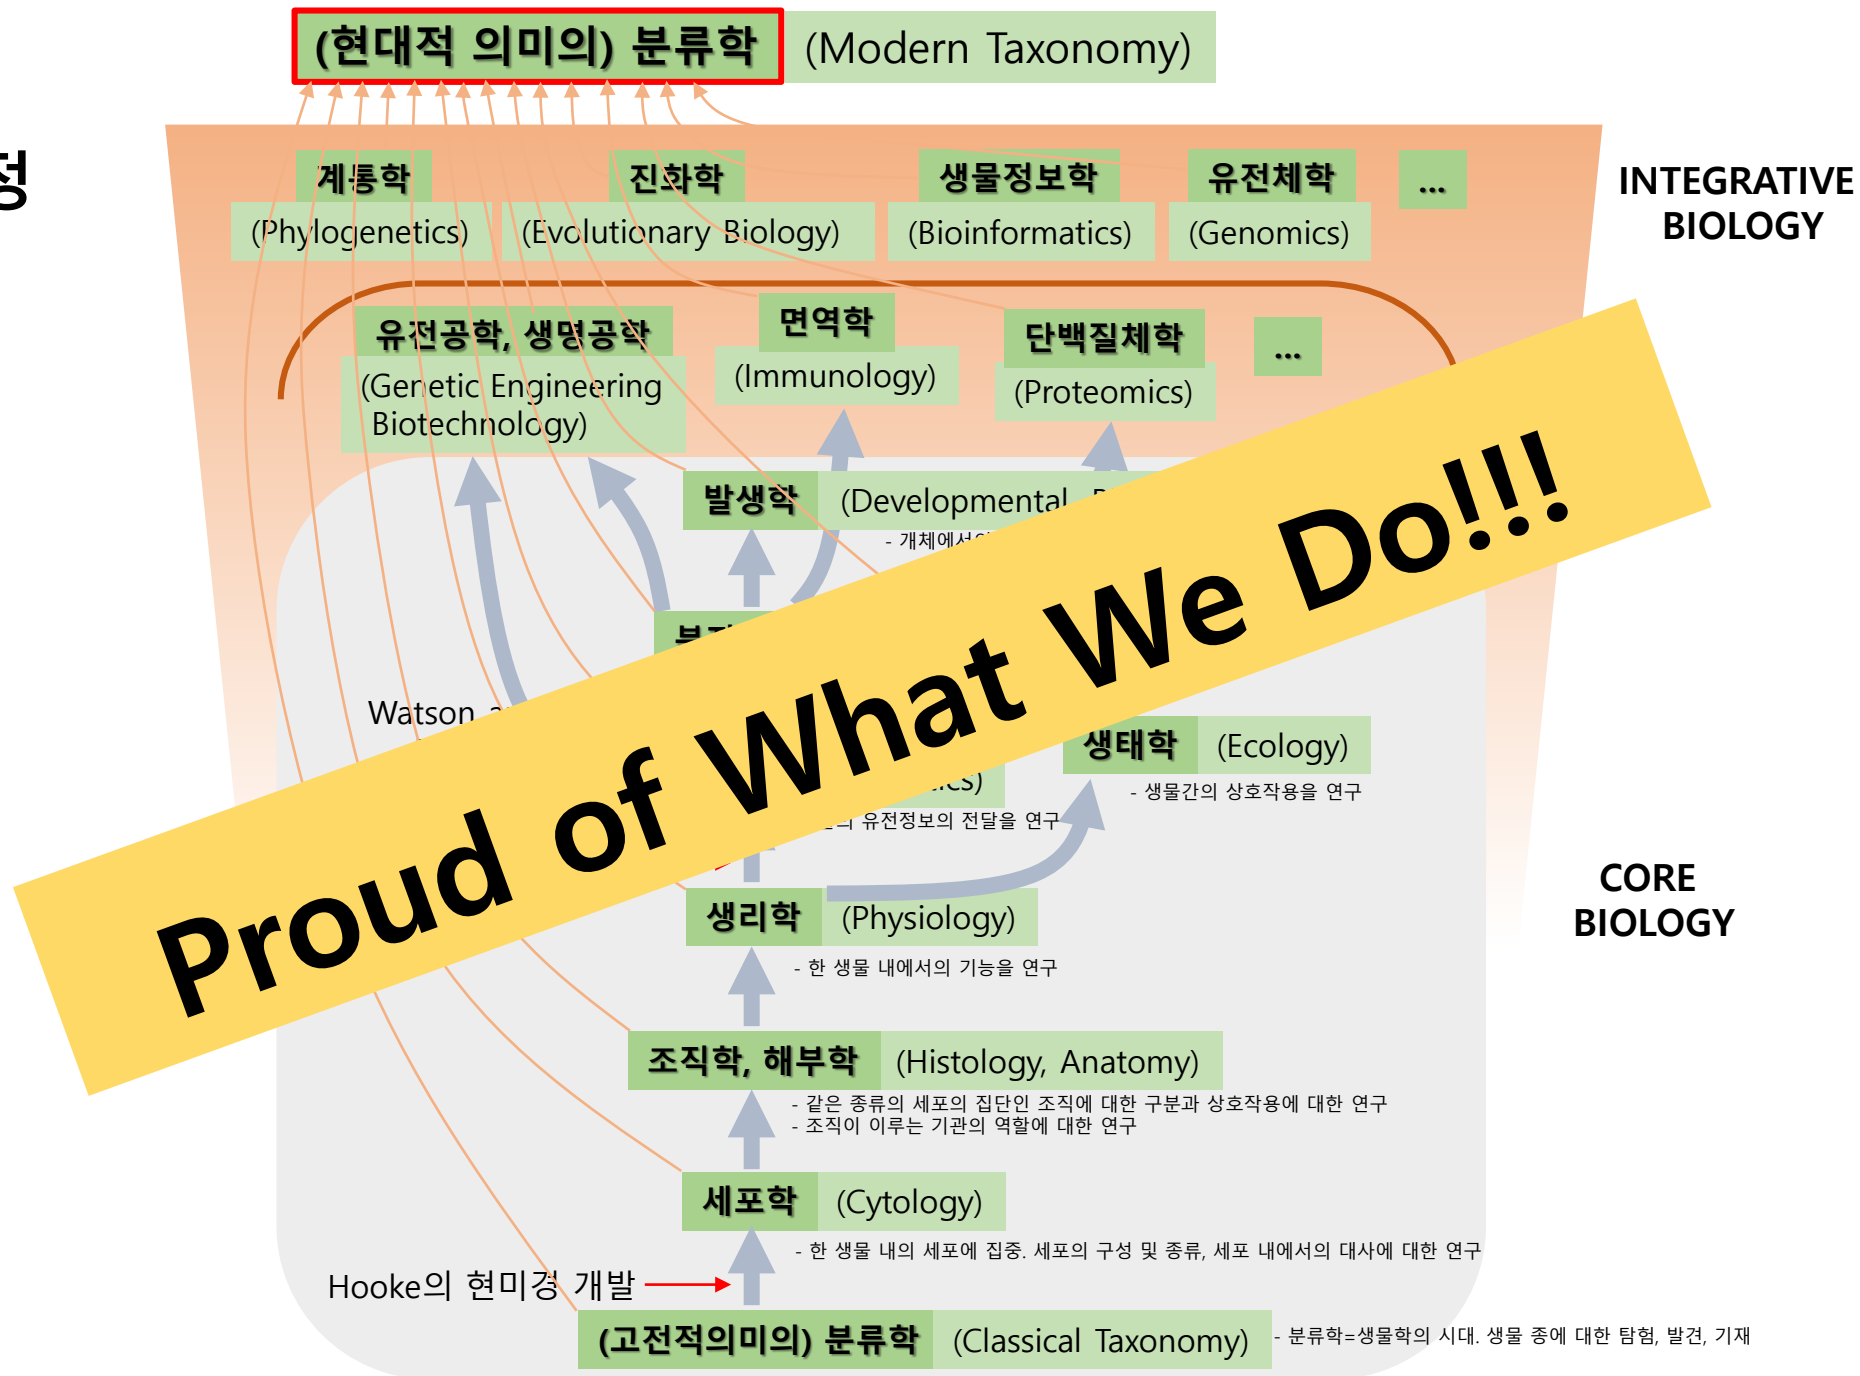 (현대적 의미의) 분류학 (Modern Taxonomy)
정
계통학 진화학 생물정보학 유전체학 ...
(Phylogenetics) (Evolutionary Biology) (Bioinformatics) (Genomics)
INTEGRATIVE
BIOLOGY
유전공학, 생명공학 면역학 단백질체학 ...
(Genetic Engineering
Biotechnology)
(Immunology) (Proteomics)
발생학 (Developmental
- 개체에서의
Proud of What We Do!!!
Watson
생태학 (Ecology)
- 생물간의 상호작용을 연구
유전정보의 전달을 연구
생리학 (Physiology)
- 한 생물 내에서의 기능을 연구
CORE
BIOLOGY
조직학, 해부학 (Histology, Anatomy)
- 같은 종류의 세포의 집단인 조직에 대한 구분과 상호작용에 대한 연구
- 조직이 이루는 기관의 역할에 대한 연구
세포학 (Cytology)
- 한 생물 내의 세포에 집중. 세포의 구성 및 종류, 세포 내에서의 대사에 대한 연구
Hooke의 현미경 개발
(고전적의미의) 분류학 (Classical Taxonomy)
- 분류학=생물학의 시대. 생물 종에 대한 탐험, 발견, 기재